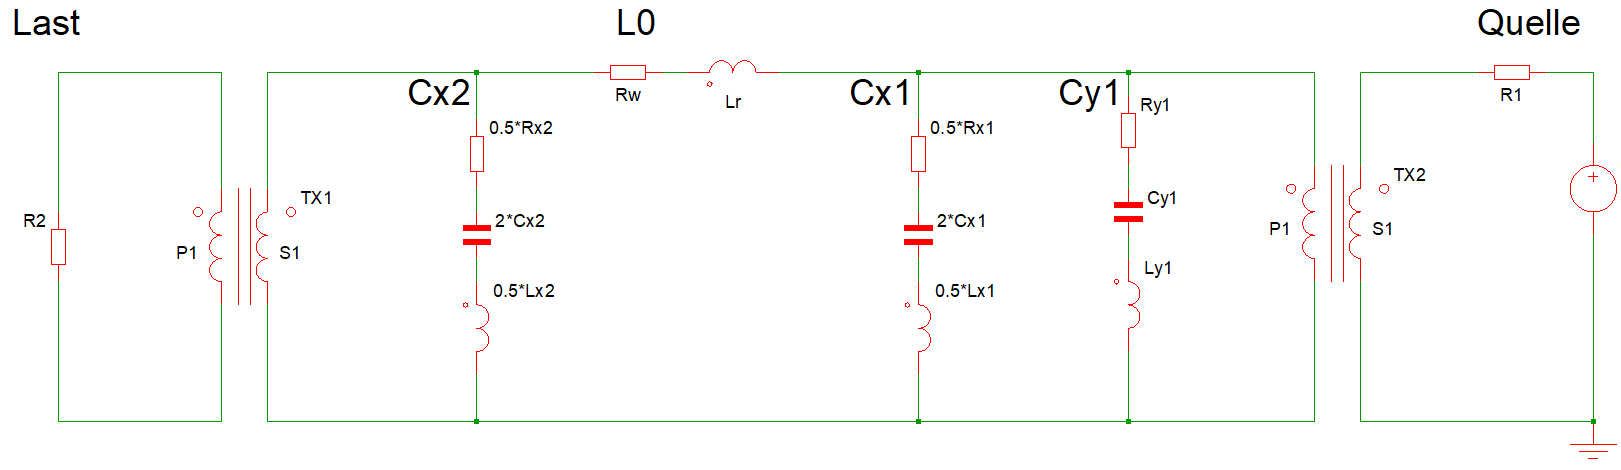 Last
L0
Quelle
Cx2
Rw
Lr
Cx1
Cy1
Ry1
R1
0.5*Rx2
0.5*Rx1
TX1
TX2
R2
2*Cx2
2*Cx1
Cy1
P1
S1
P1
S1
0.5*Lx2
0.5*Lx1
Ly1
+